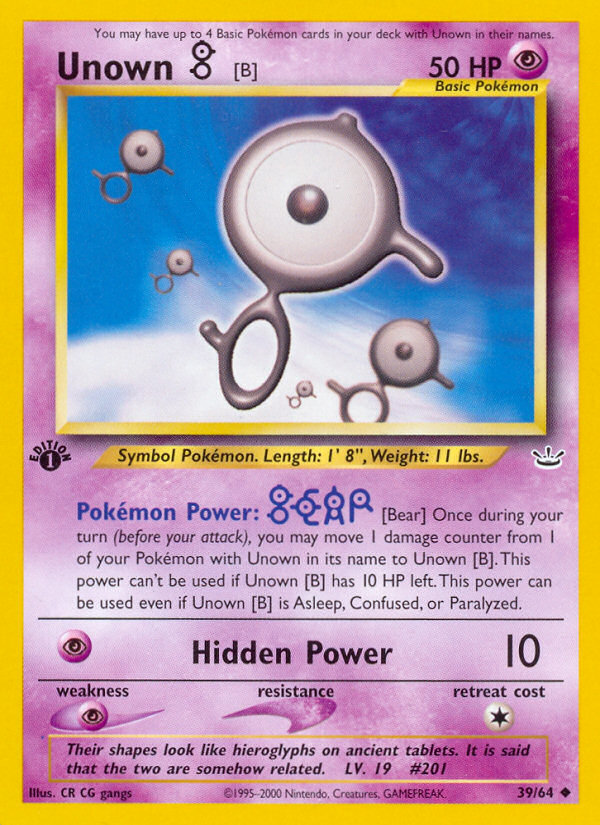 You may have up to 4 Basic Pokémon cards in your deck with Unown in their names.
Unown B [B] 50 HP
Basic Pokémon
EDITION 1
Symbol Pokémon. Length: 1' 8", Weight: 11 lbs.
Pokémon Power: BEAR [Bear] Once during your
turn (before your attack), you may move 1 damage counter from 1
of your Pokémon with Unown in its name to Unown [B]. This
power can't be used if Unown [B] has 10 HP left. This power can
be used even if Unown [B] is Asleep, Confused, or Paralyzed.
Hidden Power 10
weakness resistance retreat cost
Their shapes look like hieroglyphs on ancient tablets. It is said
that the two are somehow related. LV. 19 #201
Illus. CR CG gangs ©1995-2000 Nintendo, Creatures, GAMEFREAK. 39/64